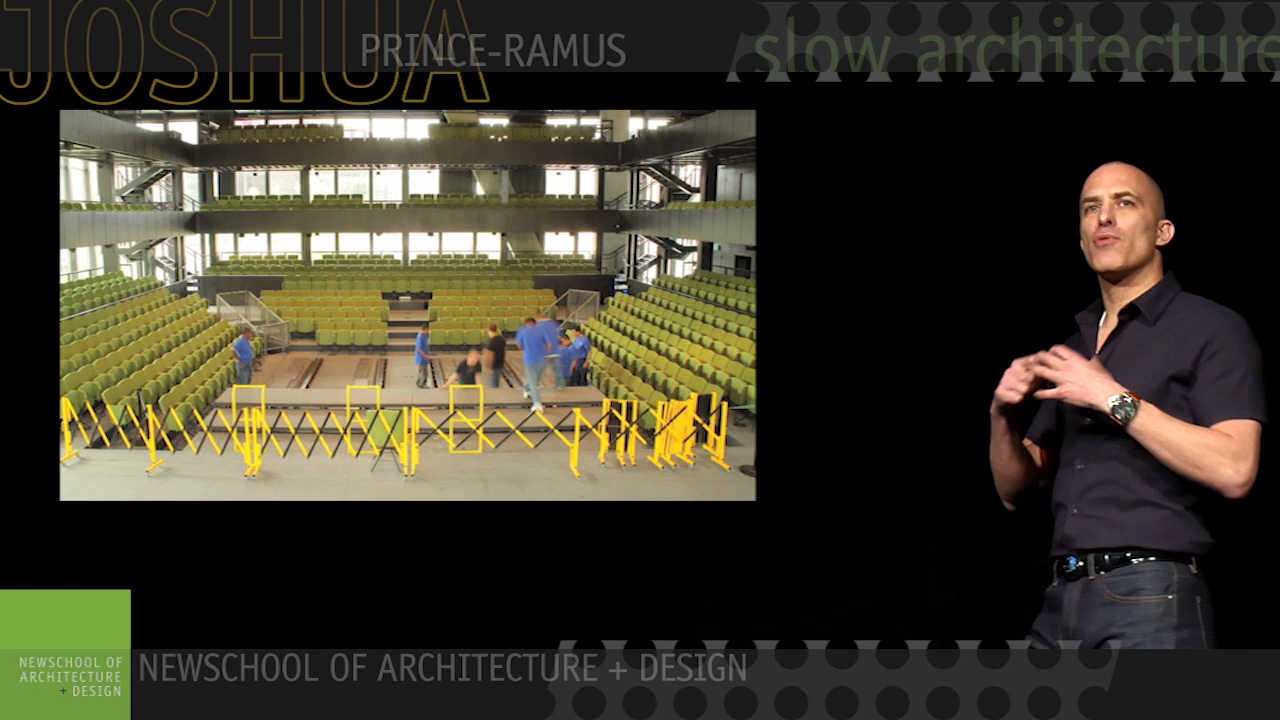 JOSHUA
PRINCE-RAMUS
slow architecture
NEWSCHOOL OF
ARCHITECTURE
+ DESIGN
NEWSCHOOL OF ARCHITECTURE + DESIGN